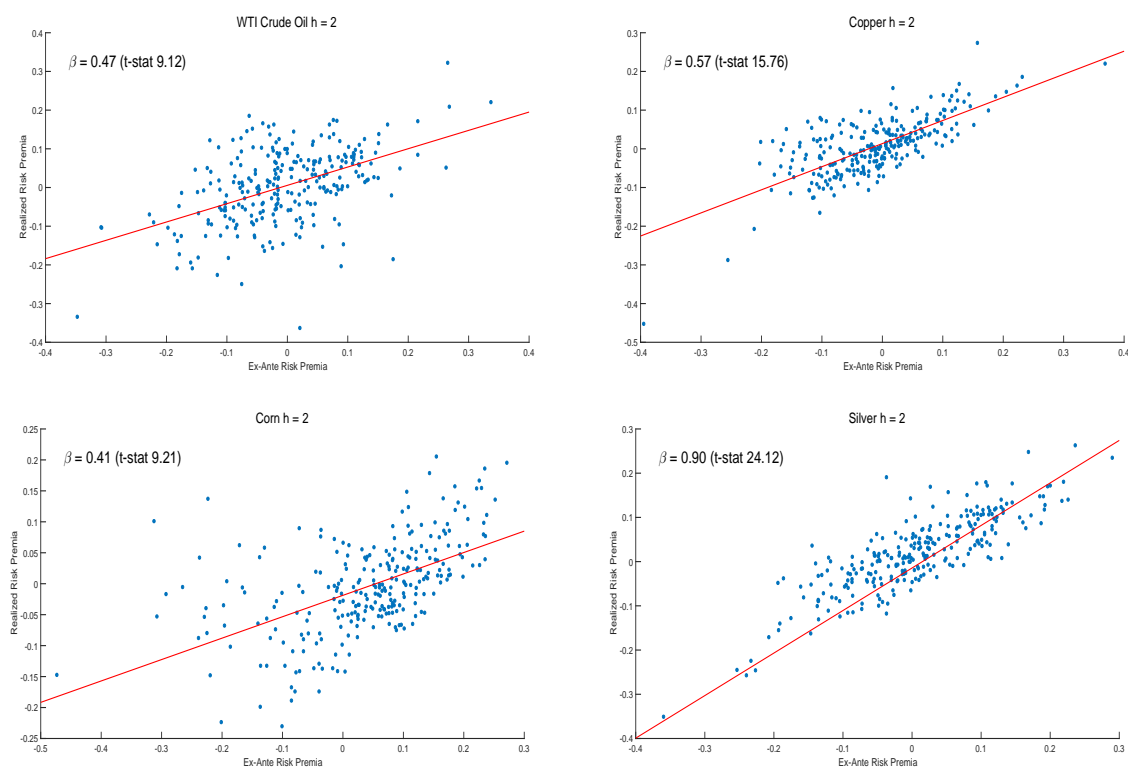 WTI Crude Oil h = 2
β = 0.47 (t-stat 9.12)
Realized Risk Premia
0.4
0.3
0.2
0.1
0
-0.1
-0.2
-0.3
-0.4
-0.4 -0.3 -0.2 -0.1 0 0.1 0.2 0.3 0.4
Ex-Ante Risk Premia
Copper h = 2
β = 0.57 (t-stat 15.76)
Realized Risk Premia
0.3
0.2
0.1
0
-0.1
-0.2
-0.3
-0.4
-0.5
-0.4 -0.3 -0.2 -0.1 0 0.1 0.2 0.3 0.4
Ex-Ante Risk Premia
Corn h = 2
β = 0.41 (t-stat 9.21)
Realized Risk Premia
0.25
0.2
0.15
0.1
0.05
0
-0.05
-0.1
-0.15
-0.2
-0.25
-0.5 -0.4 -0.3 -0.2 -0.1 0 0.1 0.2 0.3
Ex-Ante Risk Premia
Silver h = 2
β = 0.90 (t-stat 24.12)
Realized Risk Premia
0.3
0.2
0.1
0
-0.1
-0.2
-0.3
-0.4
-0.4 -0.3 -0.2 -0.1 0 0.1 0.2 0.3
Ex-Ante Risk Premia